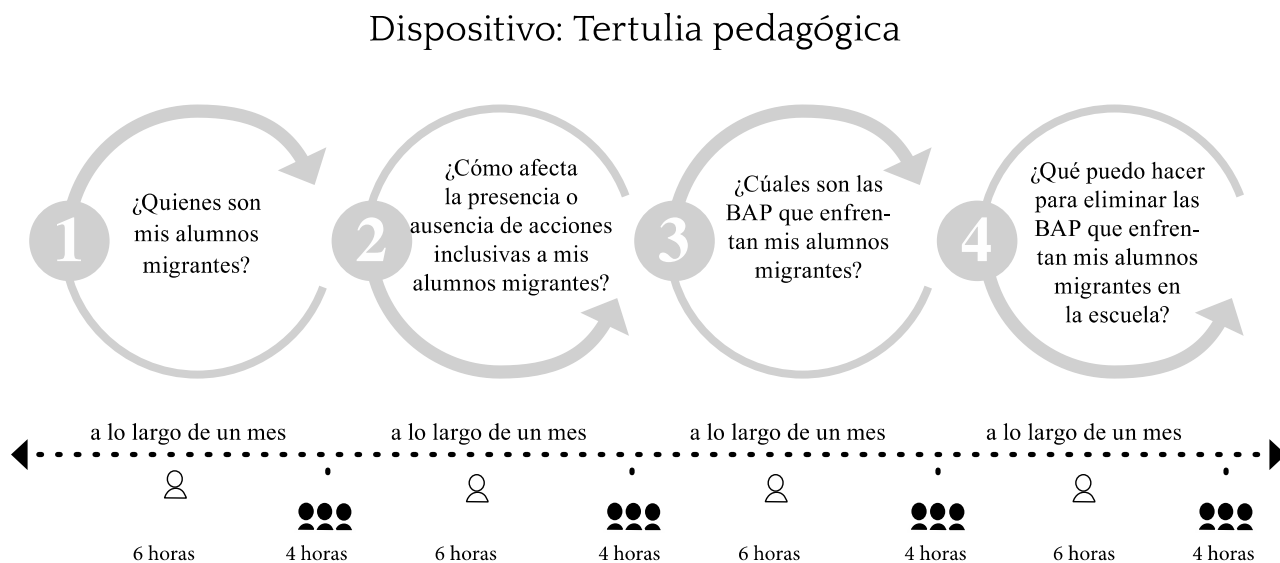 Dispositivo: Tertulia pedagógica
1
¿Quienes son
mis alumnos
migrantes?
2
¿Cómo afecta
la presencia o
ausencia de acciones
inclusivas a mis
alumnos migrantes?
3
¿Cúales son las
BAP que enfren-
tan mis alumnos
migrantes?
4
¿Qué puedo hacer
para eliminar las
BAP que enfren-
tan mis alumnos
migrantes en
la escuela?
a lo largo de un mes
a lo largo de un mes
a lo largo de un mes
a lo largo de un mes
6 horas
4 horas
6 horas
4 horas
6 horas
4 horas
6 horas
4 horas